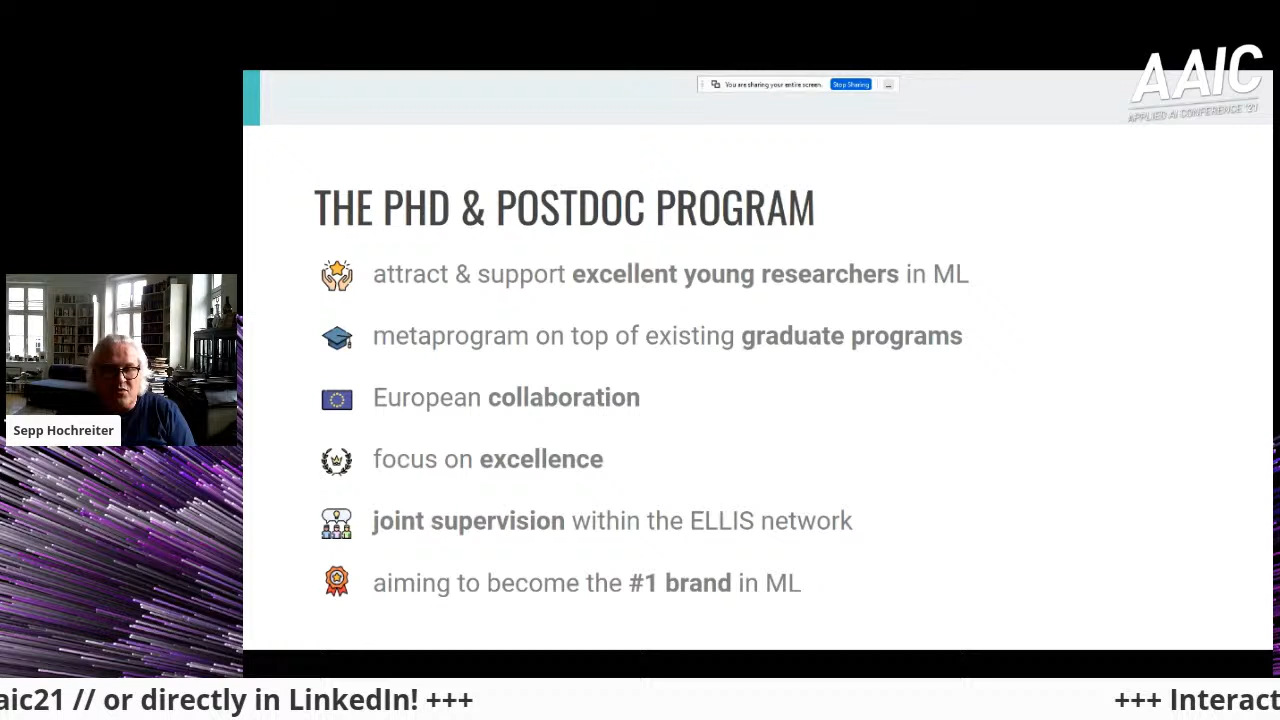 You are sharing your entire screen.
Stop Sharing
AAIC
APPLIED AI CONFERENCE '21
THE PHD & POSTDOC PROGRAM
attract & support excellent young researchers in ML
metaprogram on top of existing graduate programs
European collaboration
focus on excellence
joint supervision within the ELLIS network
aiming to become the #1 brand in ML
Sepp Hochreiter
aic21 // or directly in LinkedIn! +++
+++ Interact